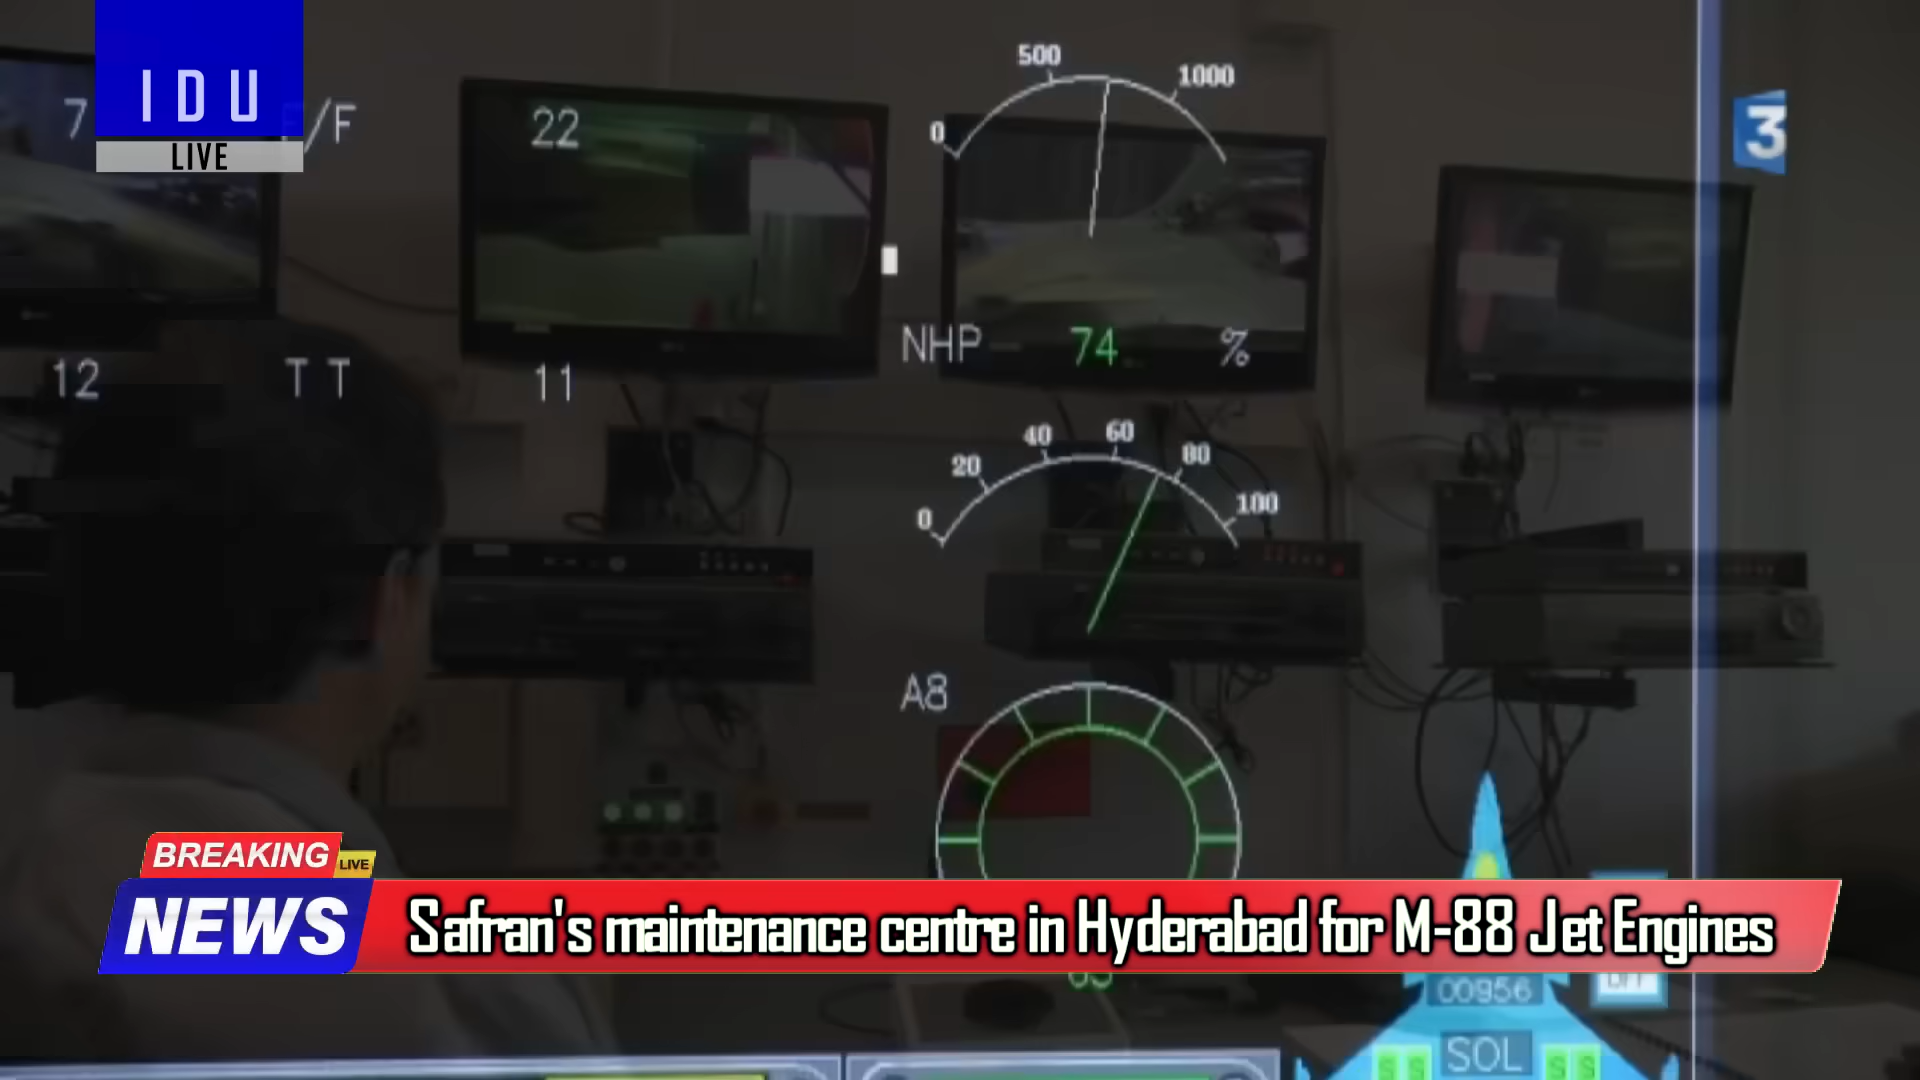 IDU
LIVE
7
F/F
22
500
1000
0
3
NHP
74
%
12
TT
11
0
20
40
60
80
100
A8
BREAKING
LIVE
NEWS
Safran's maintenance centre in Hyderabad for M-88 Jet Engines
00956
SOL
S S
S S